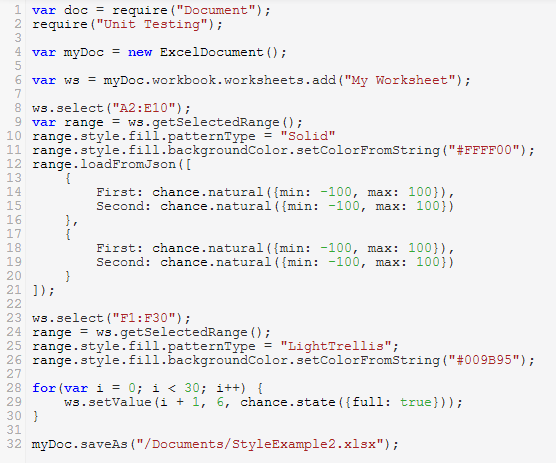 1 var doc = require("Document");
2 require("Unit Testing");
3
4 var myDoc = new ExcelDocument();
5
6 var ws = myDoc.workbook.worksheets.add("My Worksheet");
7
8 ws.select("A2:E10");
9 var range = ws.getSelectedRange();
10 range.style.fill.patternType = "Solid"
11 range.style.fill.backgroundColor.setColorFromString("#FFFF00");
12 range.loadFromJson([
13     {
14         First: chance.natural({min: -100, max: 100}),
15         Second: chance.natural({min: -100, max: 100})
16     },
17     {
18         First: chance.natural({min: -100, max: 100}),
19         Second: chance.natural({min: -100, max: 100})
20     }
21 ]);
22
23 ws.select("F1:F30");
24 range = ws.getSelectedRange();
25 range.style.fill.patternType = "LightTrellis";
26 range.style.fill.backgroundColor.setColorFromString("#009B95");
27
28 for(var i = 0; i < 30; i++) {
29     ws.setValue(i + 1, 6, chance.state({full: true}));
30 }
31
32 myDoc.saveAs("/Documents/StyleExample2.xlsx");